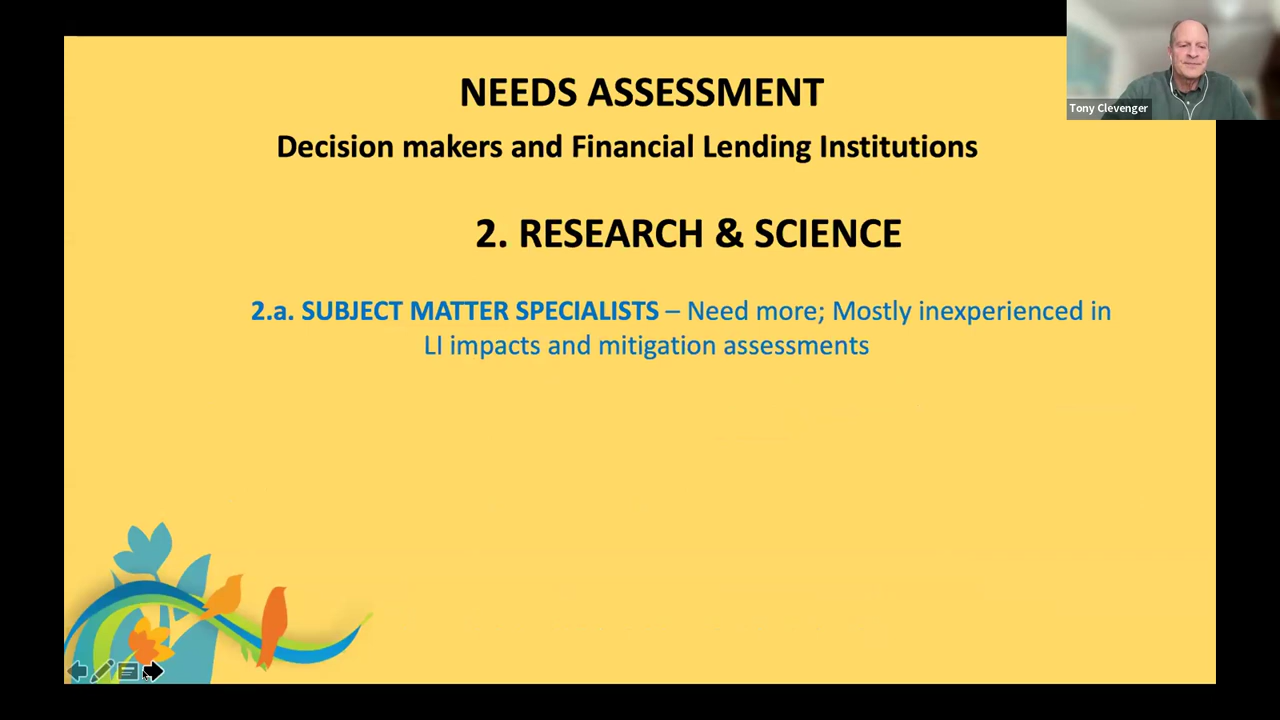 NEEDS ASSESSMENT
Decision makers and Financial Lending Institutions
2. RESEARCH & SCIENCE
2.a. SUBJECT MATTER SPECIALISTS – Need more; Mostly inexperienced in
LI impacts and mitigation assessments
Tony Clevenger